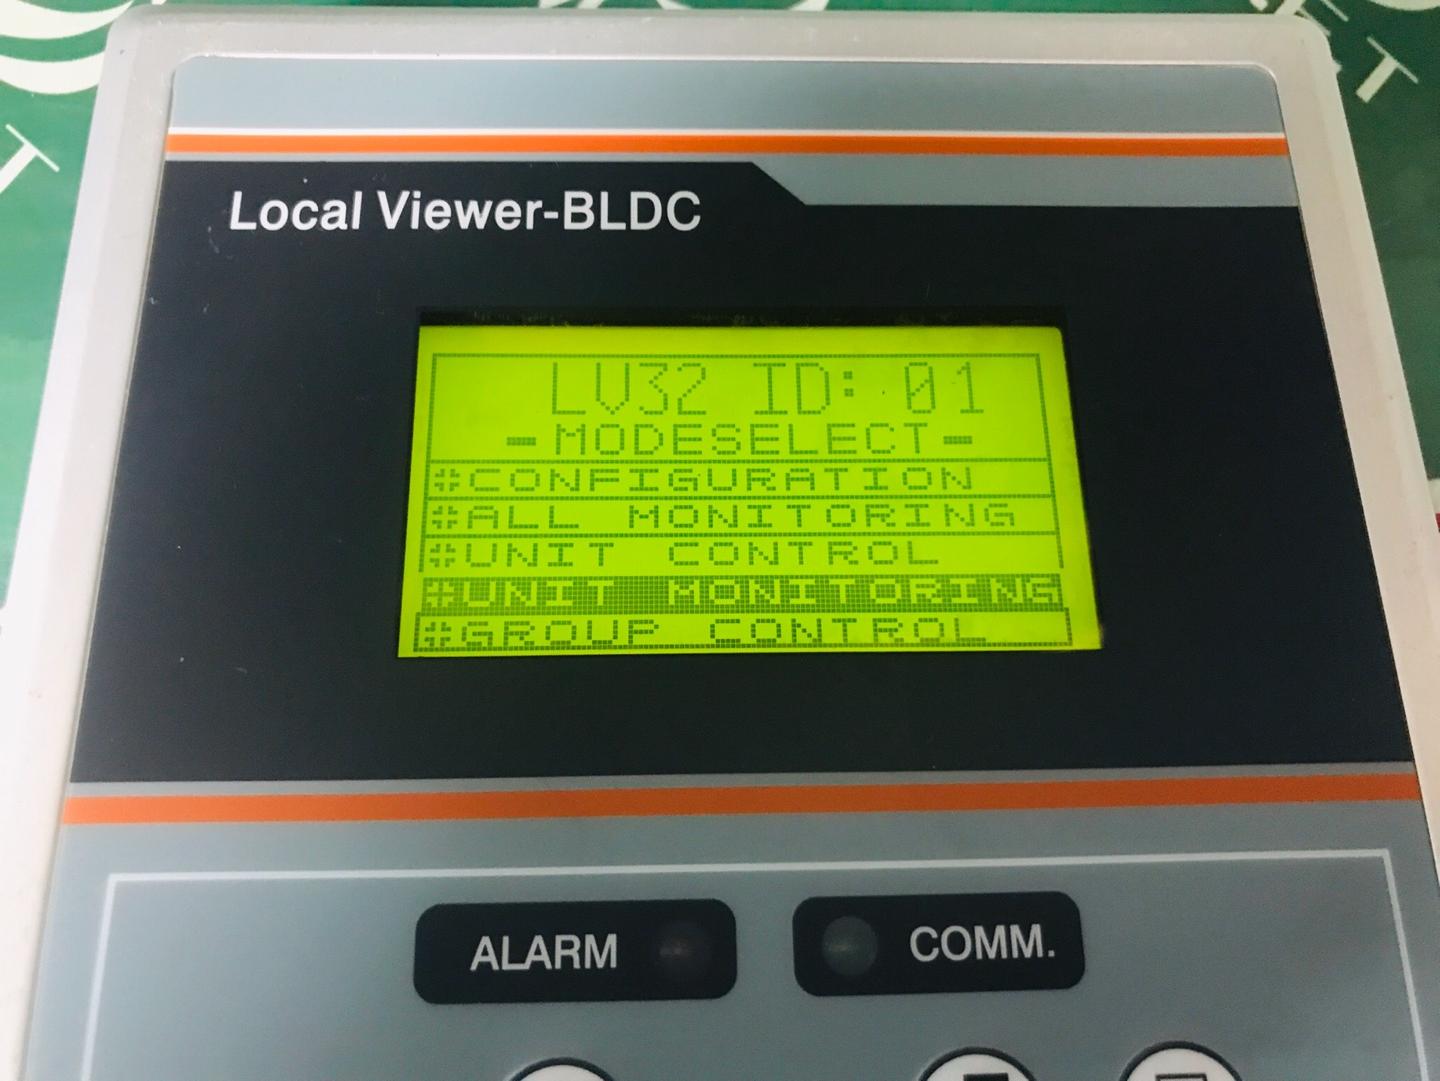 Local Viewer-BLDC
LV32 ID: 01
-MODESELECT-
#CONFIGURATION
#ALL MONITORING
#UNIT CONTROL
#UNIT MONITORING
#GROUP CONTROL
ALARM
COMM.